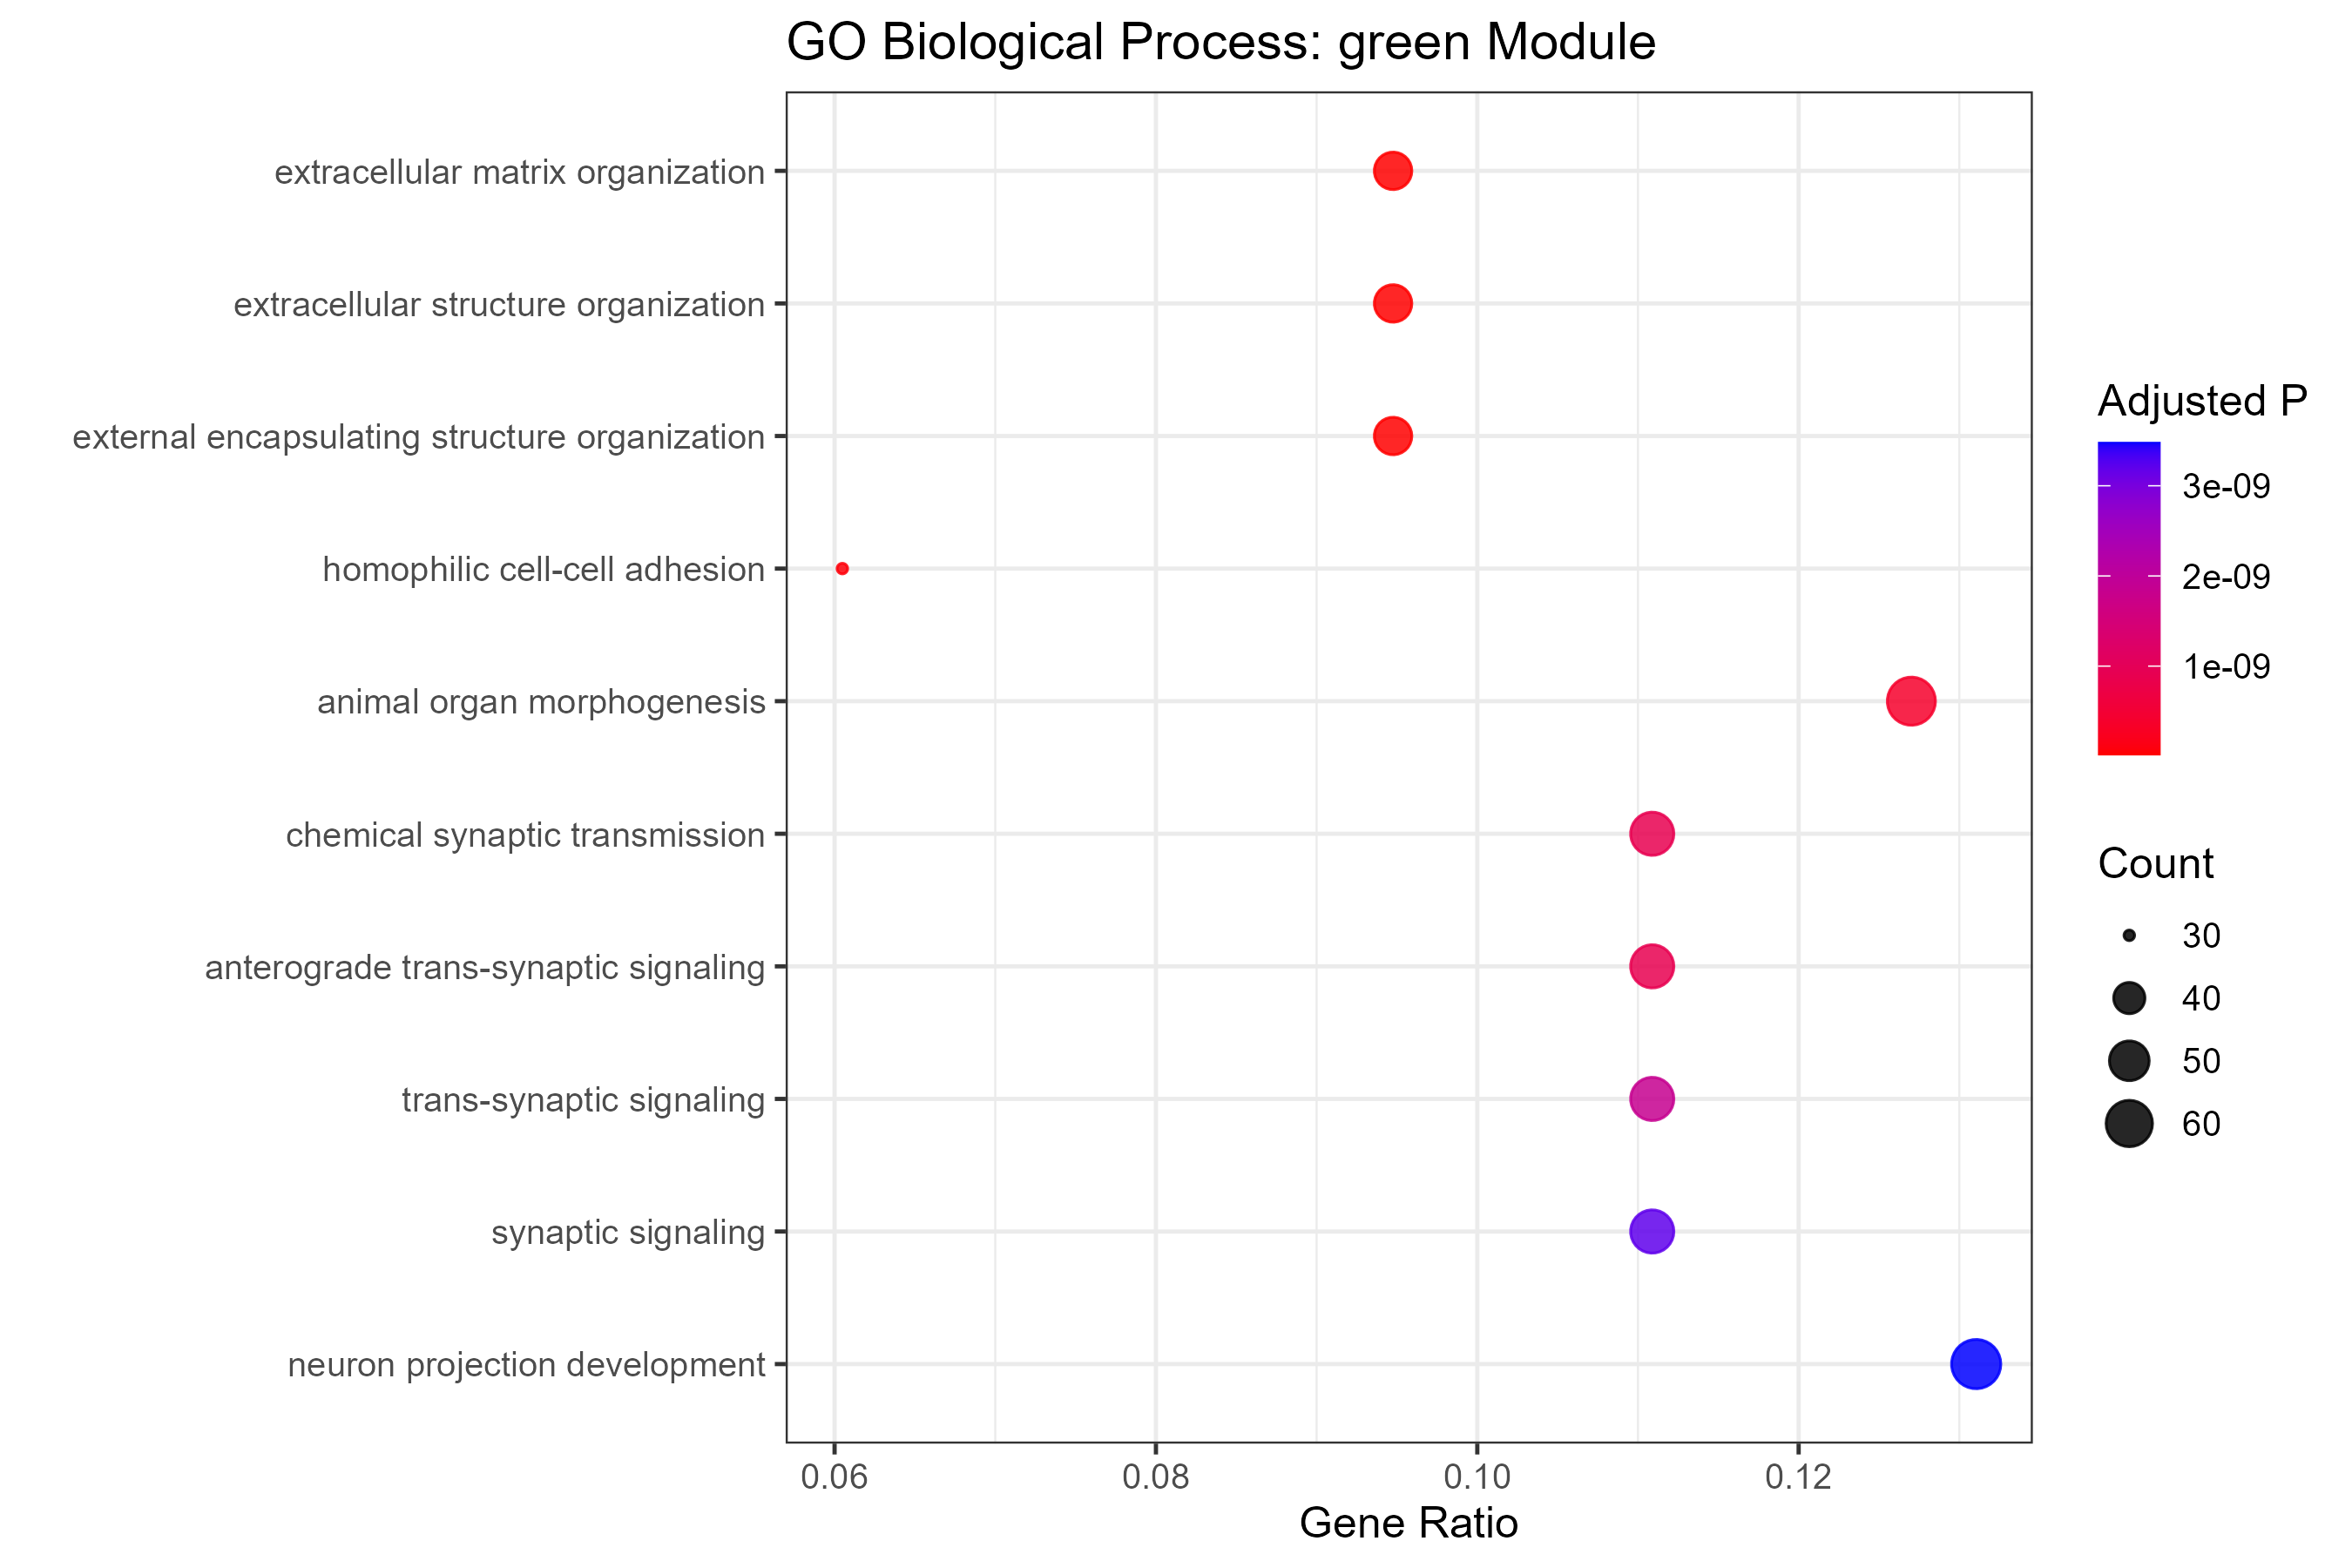 GO Biological Process: green Module
extracellular matrix organization
extracellular structure organization
external encapsulating structure organization
homophilic cell-cell adhesion
animal organ morphogenesis
chemical synaptic transmission
anterograde trans-synaptic signaling
trans-synaptic signaling
synaptic signaling
neuron projection development
0.06 0.08 0.10 0.12
Gene Ratio
Adjusted P
3e-09
2e-09
1e-09
Count
30
40
50
60